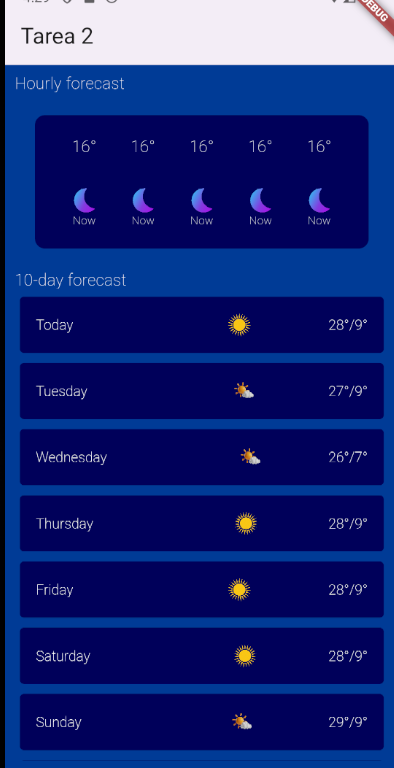 4:29
DEBUG
Tarea 2
Hourly forecast
16° 16° 16° 16° 16°
Now Now Now Now Now
10-day forecast
Today 28°/9°
Tuesday 27°/9°
Wednesday 26°/7°
Thursday 28°/9°
Friday 28°/9°
Saturday 28°/9°
Sunday 29°/9°